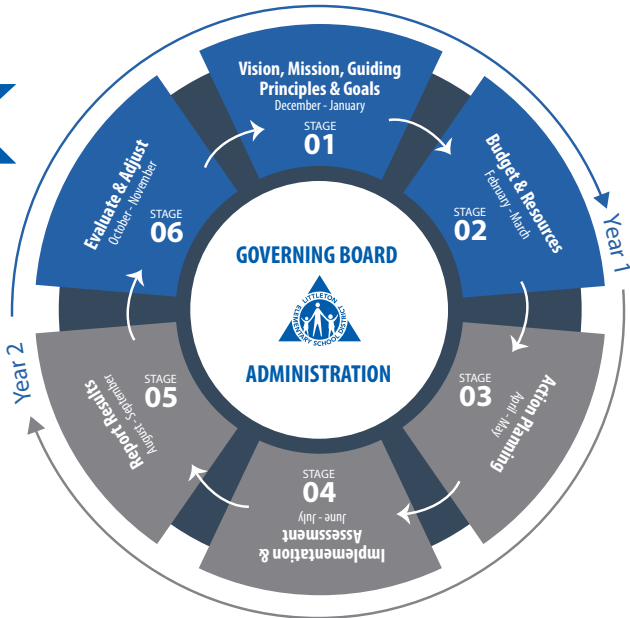 Vision, Mission, Guiding
Principles & Goals
December - January
STAGE
01
Budget & Resources
February - March
STAGE
02
Year 1
Action Planning
April - May
STAGE
03
Implementation &
Assessment
June - July
STAGE
04
Report Results
August - September
STAGE
05
Year 2
Evaluate & Adjust
October - November
STAGE
06
GOVERNING BOARD
LITTLETON
ELEMENTARY SCHOOL DISTRICT
ADMINISTRATION